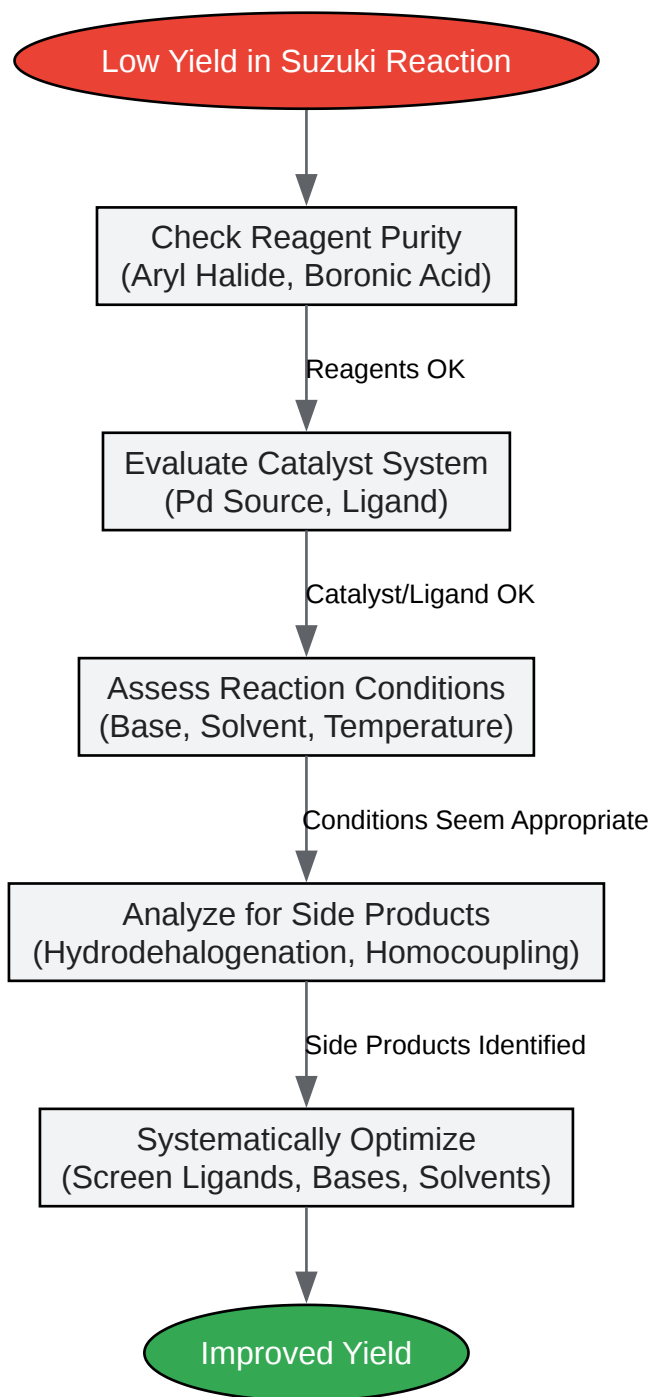 Low Yield in Suzuki Reaction
Check Reagent Purity
(Aryl Halide, Boronic Acid)
Reagents OK
Evaluate Catalyst System
(Pd Source, Ligand)
Catalyst/Ligand OK
Assess Reaction Conditions
(Base, Solvent, Temperature)
Conditions Seem Appropriate
Analyze for Side Products
(Hydrodehalogenation, Homocoupling)
Side Products Identified
Systematically Optimize
(Screen Ligands, Bases, Solvents)
Improved Yield